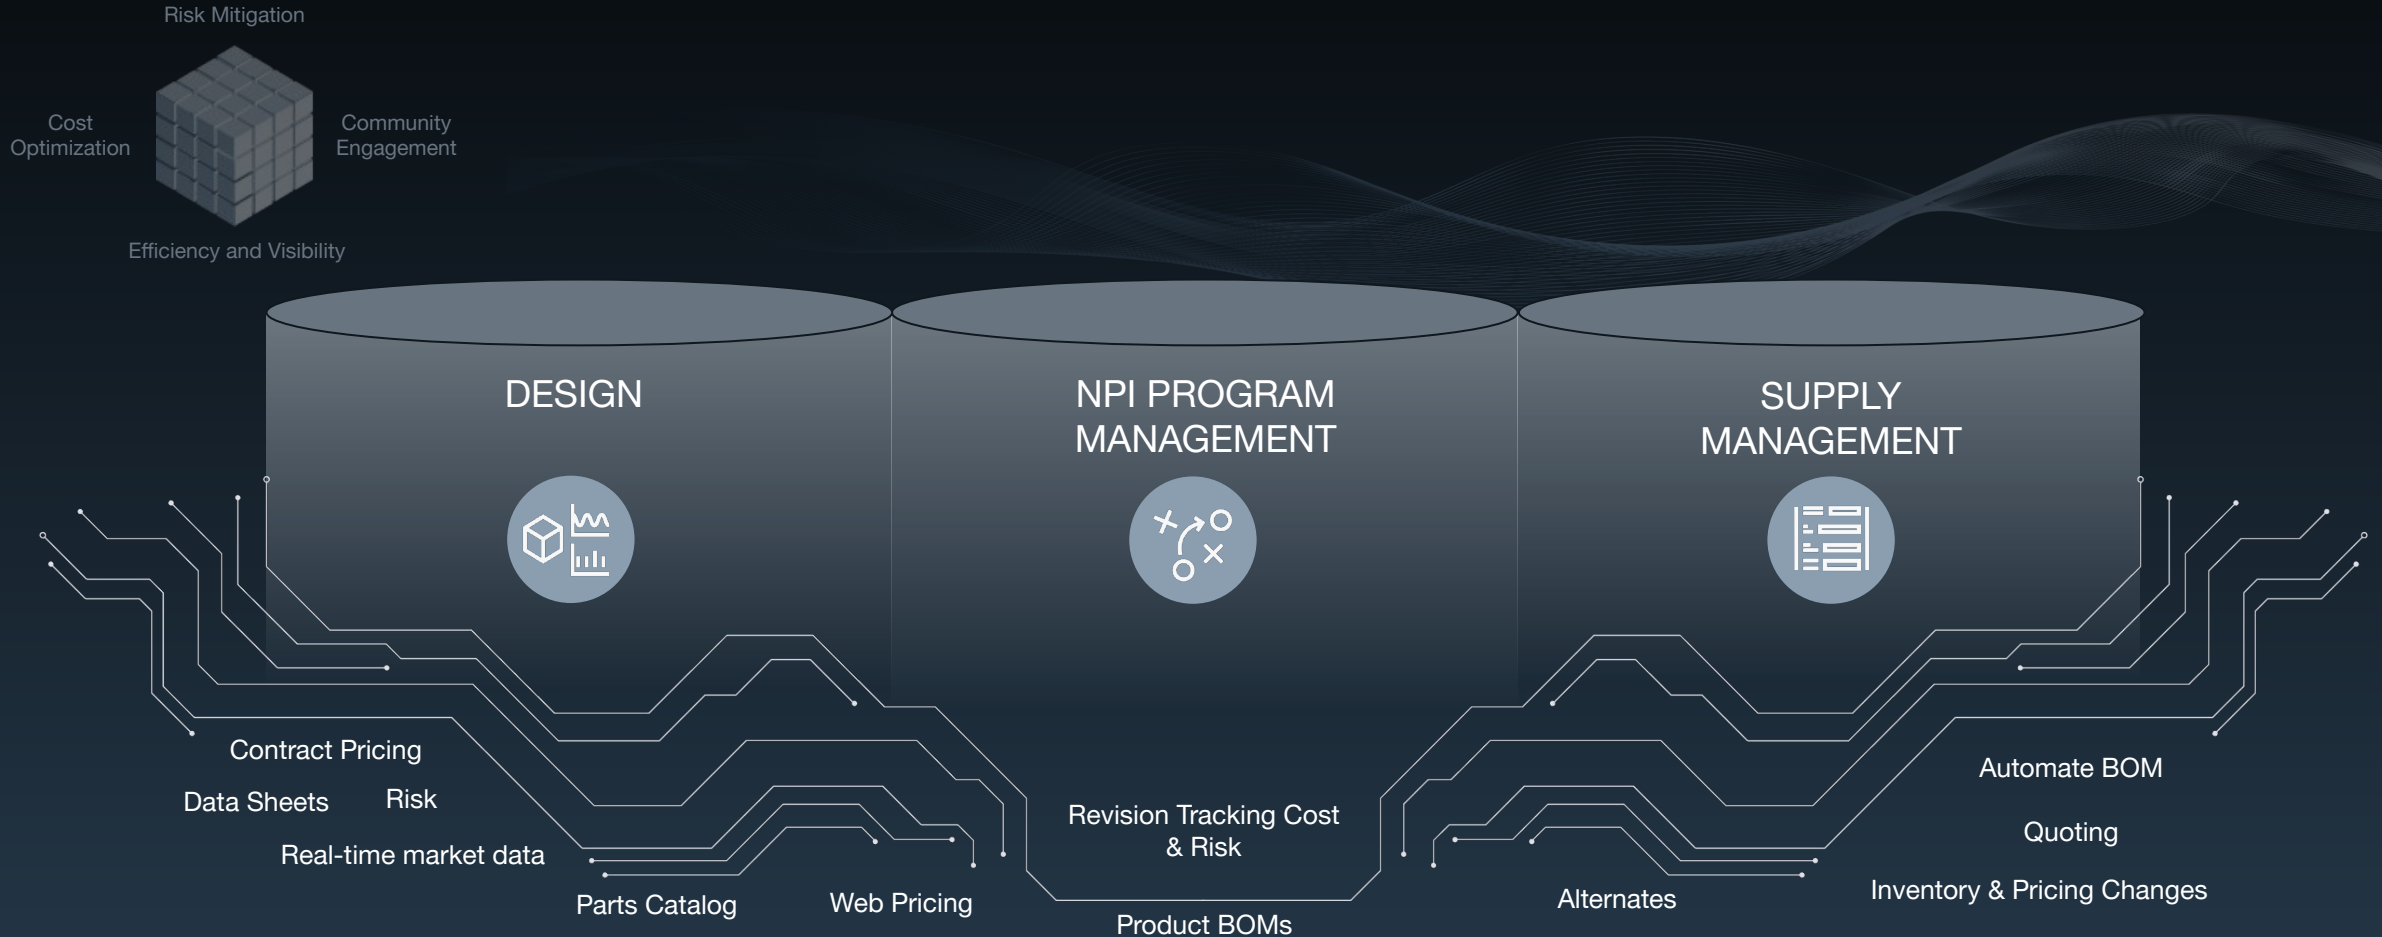 Risk Mitigation
Cost
Optimization
Community
Engagement
Efficiency and Visibility
DESIGN
NPI PROGRAM
MANAGEMENT
SUPPLY
MANAGEMENT
Contract Pricing
Data Sheets
Risk
Real-time market data
Parts Catalog
Web Pricing
Revision Tracking Cost
& Risk
Product BOMs
Alternates
Automate BOM
Quoting
Inventory & Pricing Changes